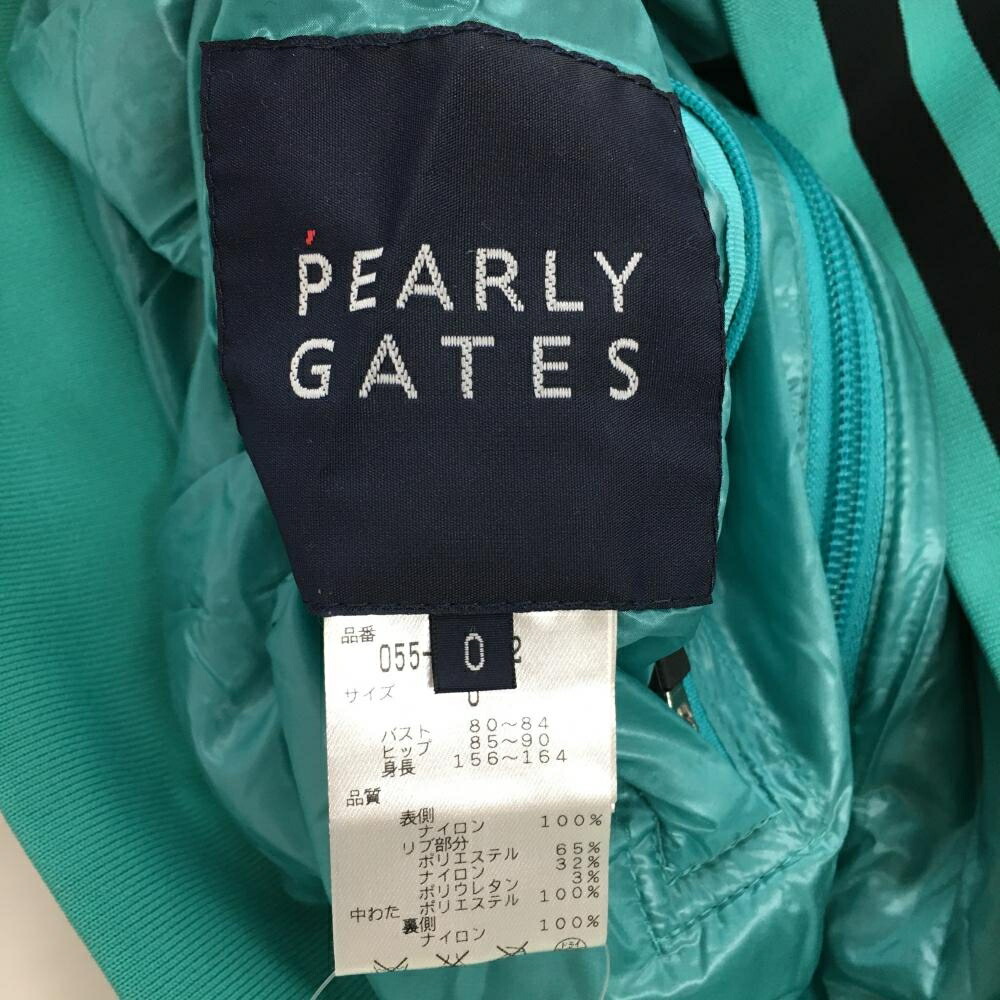 PEARLY
GATES
0
品番
055- 2
サイズ
0
バスト 80～84
ヒップ 85～90
身長 156～164
品質
表側
ナイロン 100%
リブ部分
ポリエステル 65%
ナイロン 32%
ポリウレタン 3%
中わた ポリエステル 100%
裏側
ナイロン 100%
ドライ